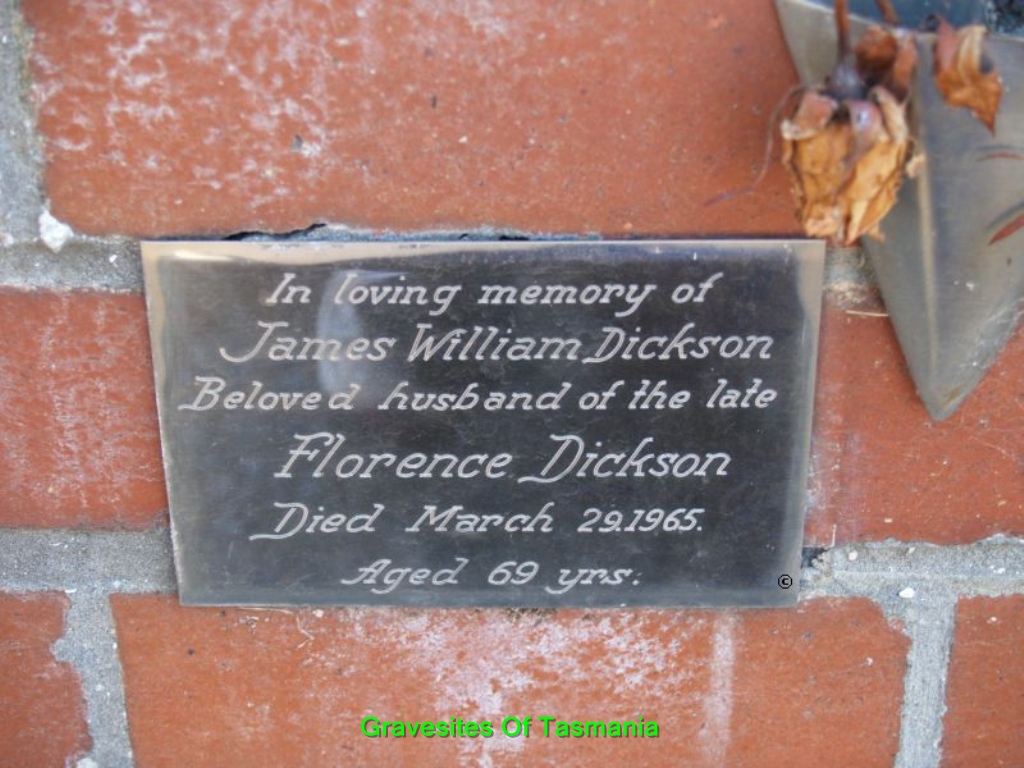 In loving memory of
James William Dickson
Beloved husband of the late
Florence Dickson
Died March 29.1965.
Aged 69 yrs.
©
Gravesites Of Tasmania